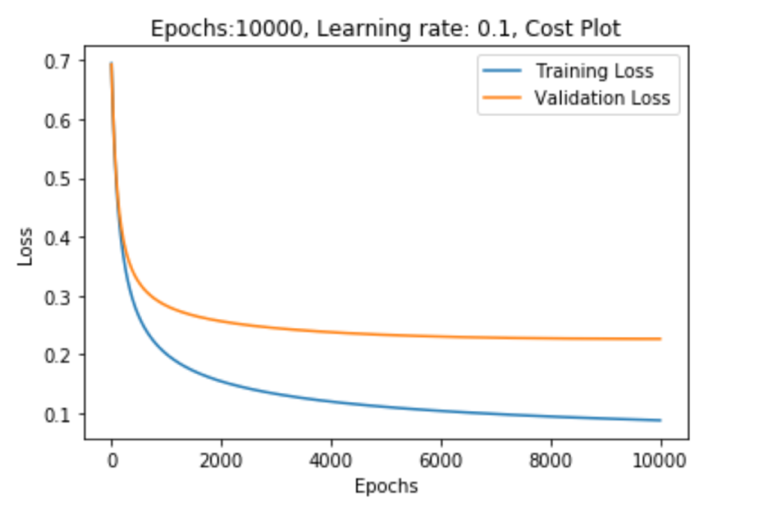 Epochs:10000, Learning rate: 0.1, Cost Plot
Training Loss
Validation Loss
0.7
0.6
0.5
0.4
0.3
0.2
0.1
Loss
0 2000 4000 6000 8000 10000
Epochs